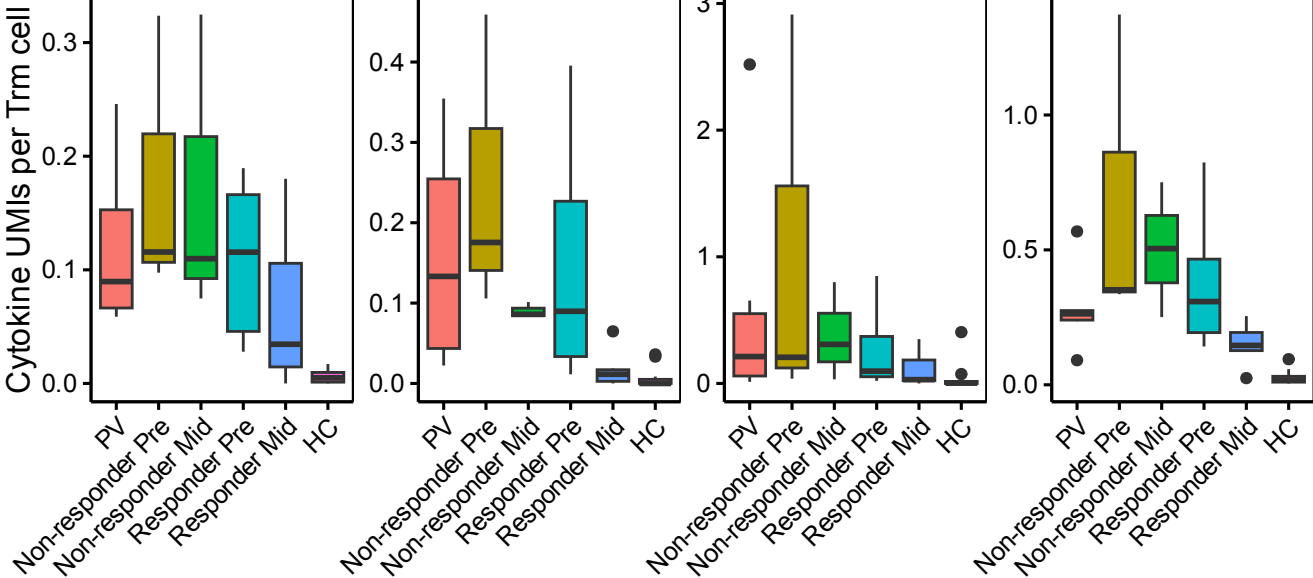 Cytokine UMIs per Trm cell
0.3
0.2
0.1
0.0
PV
Non-responder Pre
Non-responder Mid
Responder Pre
Responder Mid
HC
0.4
0.3
0.2
0.1
0.0
PV
Non-responder Pre
Non-responder Mid
Responder Pre
Responder Mid
HC
3
2
1
0
PV
Non-responder Pre
Non-responder Mid
Responder Pre
Responder Mid
HC
1.0
0.5
0.0
PV
Non-responder Pre
Non-responder Mid
Responder Pre
Responder Mid
HC